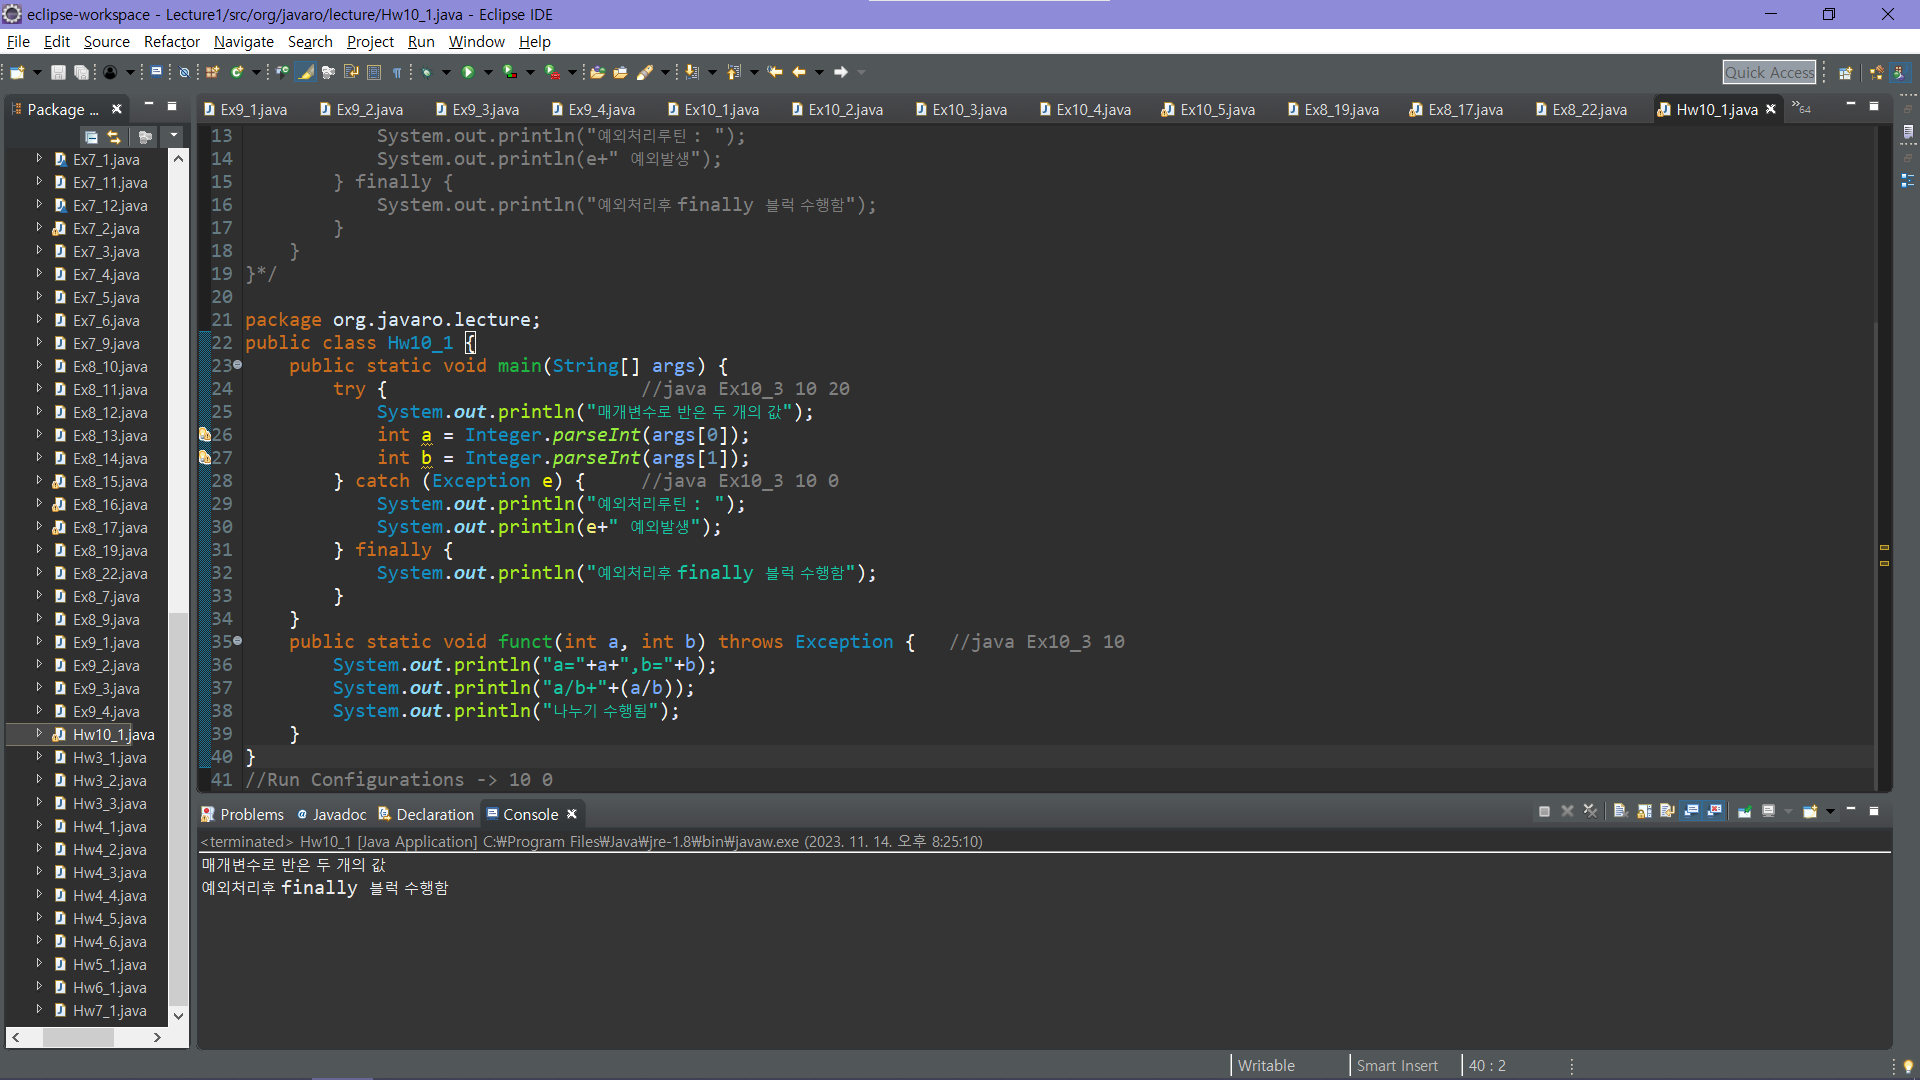 eclipse-workspace - Lecture1/src/org/javaro/lecture/Hw10_1.java - Eclipse IDE
File Edit Source Refactor Navigate Search Project Run Window Help
Quick Access
Package ...
Ex9_1.java Ex9_2.java Ex9_3.java Ex9_4.java Ex10_1.java Ex10_2.java Ex10_3.java Ex10_4.java Ex10_5.java Ex8_19.java Ex8_17.java Ex8_22.java Hw10_1.java »64
Ex7_1.java
Ex7_11.java
Ex7_12.java
Ex7_2.java
Ex7_3.java
Ex7_4.java
Ex7_5.java
Ex7_6.java
Ex7_9.java
Ex8_10.java
Ex8_11.java
Ex8_12.java
Ex8_13.java
Ex8_14.java
Ex8_15.java
Ex8_16.java
Ex8_17.java
Ex8_19.java
Ex8_22.java
Ex8_7.java
Ex8_9.java
Ex9_1.java
Ex9_2.java
Ex9_3.java
Ex9_4.java
Hw10_1.java
Hw3_1.java
Hw3_2.java
Hw3_3.java
Hw4_1.java
Hw4_2.java
Hw4_3.java
Hw4_4.java
Hw4_5.java
Hw4_6.java
Hw5_1.java
Hw6_1.java
Hw7_1.java
13 System.out.println("예외처리루틴 : ");
14 System.out.println(e+" 예외발생");
15 } finally {
16 System.out.println("예외처리후 finally 블럭 수행함");
17 }
18 }
19 }*/
20
21 package org.javaro.lecture;
22 public class Hw10_1 {
23 public static void main(String[] args) {
24 try { //java Ex10_3 10 20
25 System.out.println("매개변수로 반은 두 개의 값");
26 int a = Integer.parseInt(args[0]);
27 int b = Integer.parseInt(args[1]);
28 } catch (Exception e) { //java Ex10_3 10 0
29 System.out.println("예외처리루틴 : ");
30 System.out.println(e+" 예외발생");
31 } finally {
32 System.out.println("예외처리후 finally 블럭 수행함");
33 }
34 }
35 public static void funct(int a, int b) throws Exception { //java Ex10_3 10
36 System.out.println("a="+a+",b="+b);
37 System.out.println("a/b+"+(a/b));
38 System.out.println("나누기 수행됨");
39 }
40 }
41 //Run Configurations -> 10 0
Problems Javadoc Declaration Console
<terminated> Hw10_1 [Java Application] C:₩Program Files₩Java₩jre-1.8₩bin₩javaw.exe (2023. 11. 14. 오후 8:25:10)
매개변수로 반은 두 개의 값
예외처리후 finally 블럭 수행함
Writable Smart Insert 40 : 2